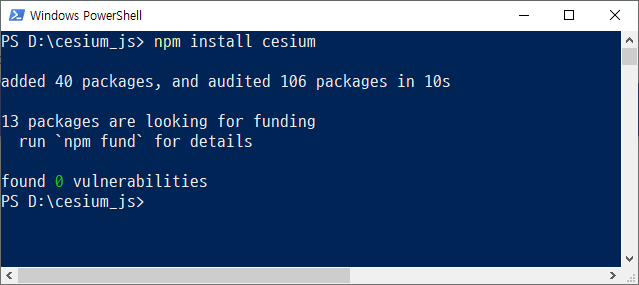 Windows PowerShell
PS D:\cesium_js> npm install cesium
added 40 packages, and audited 106 packages in 10s
13 packages are looking for funding
  run `npm fund` for details
found 0 vulnerabilities
PS D:\cesium_js>